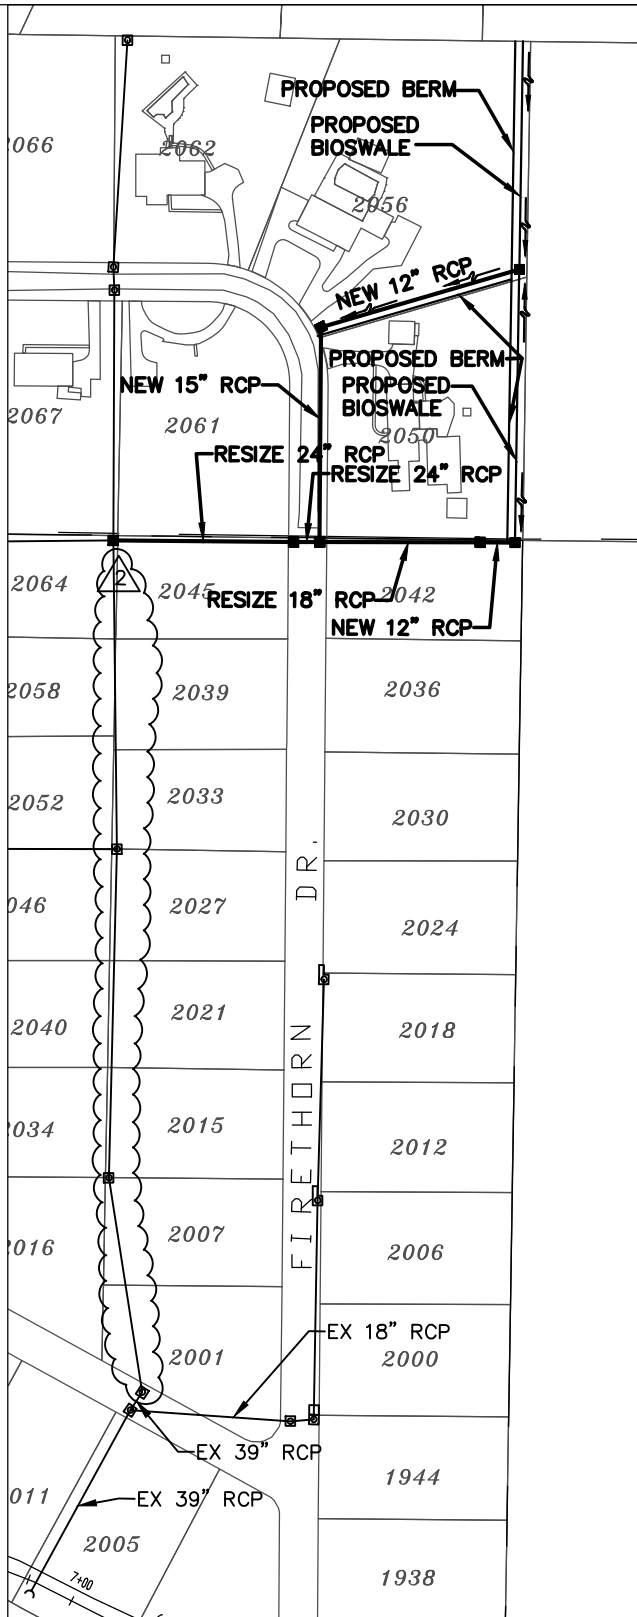 PROPOSED BERM
PROPOSED
BIOSWALE
2066
2062
2056
NEW 12" RCP
PROPOSED BERM
NEW 15" RCP
PROPOSED
BIOSWALE
2067
2061
2050
RESIZE 24" RCP
RESIZE 24" RCP
2
2064
2045
RESIZE 18" RCP
2042
NEW 12" RCP
2058
2039
2036
2052
2033
2030
046
2027
2024
FIRETHORN DR.
2040
2021
2018
2034
2015
2012
2016
2007
2006
EX 18" RCP
2001
2000
EX 39" RCP
1944
011
EX 39" RCP
2005
7+00
1938